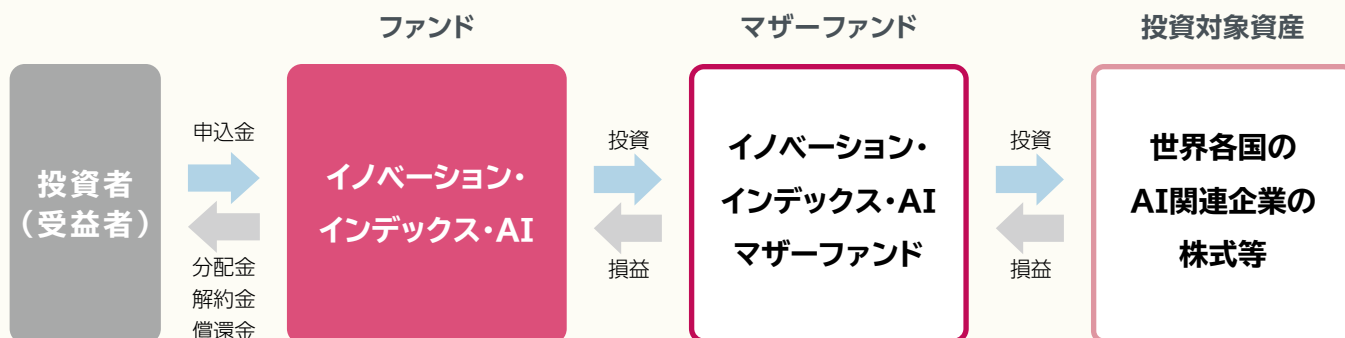 ファンド
マザーファンド
投資対象資産
投資者
（受益者）
申込金
分配金
解約金
償還金
イノベーション・
インデックス・AI
投資
損益
イノベーション・
インデックス・AI
マザーファンド
投資
損益
世界各国の
AI関連企業の
株式等